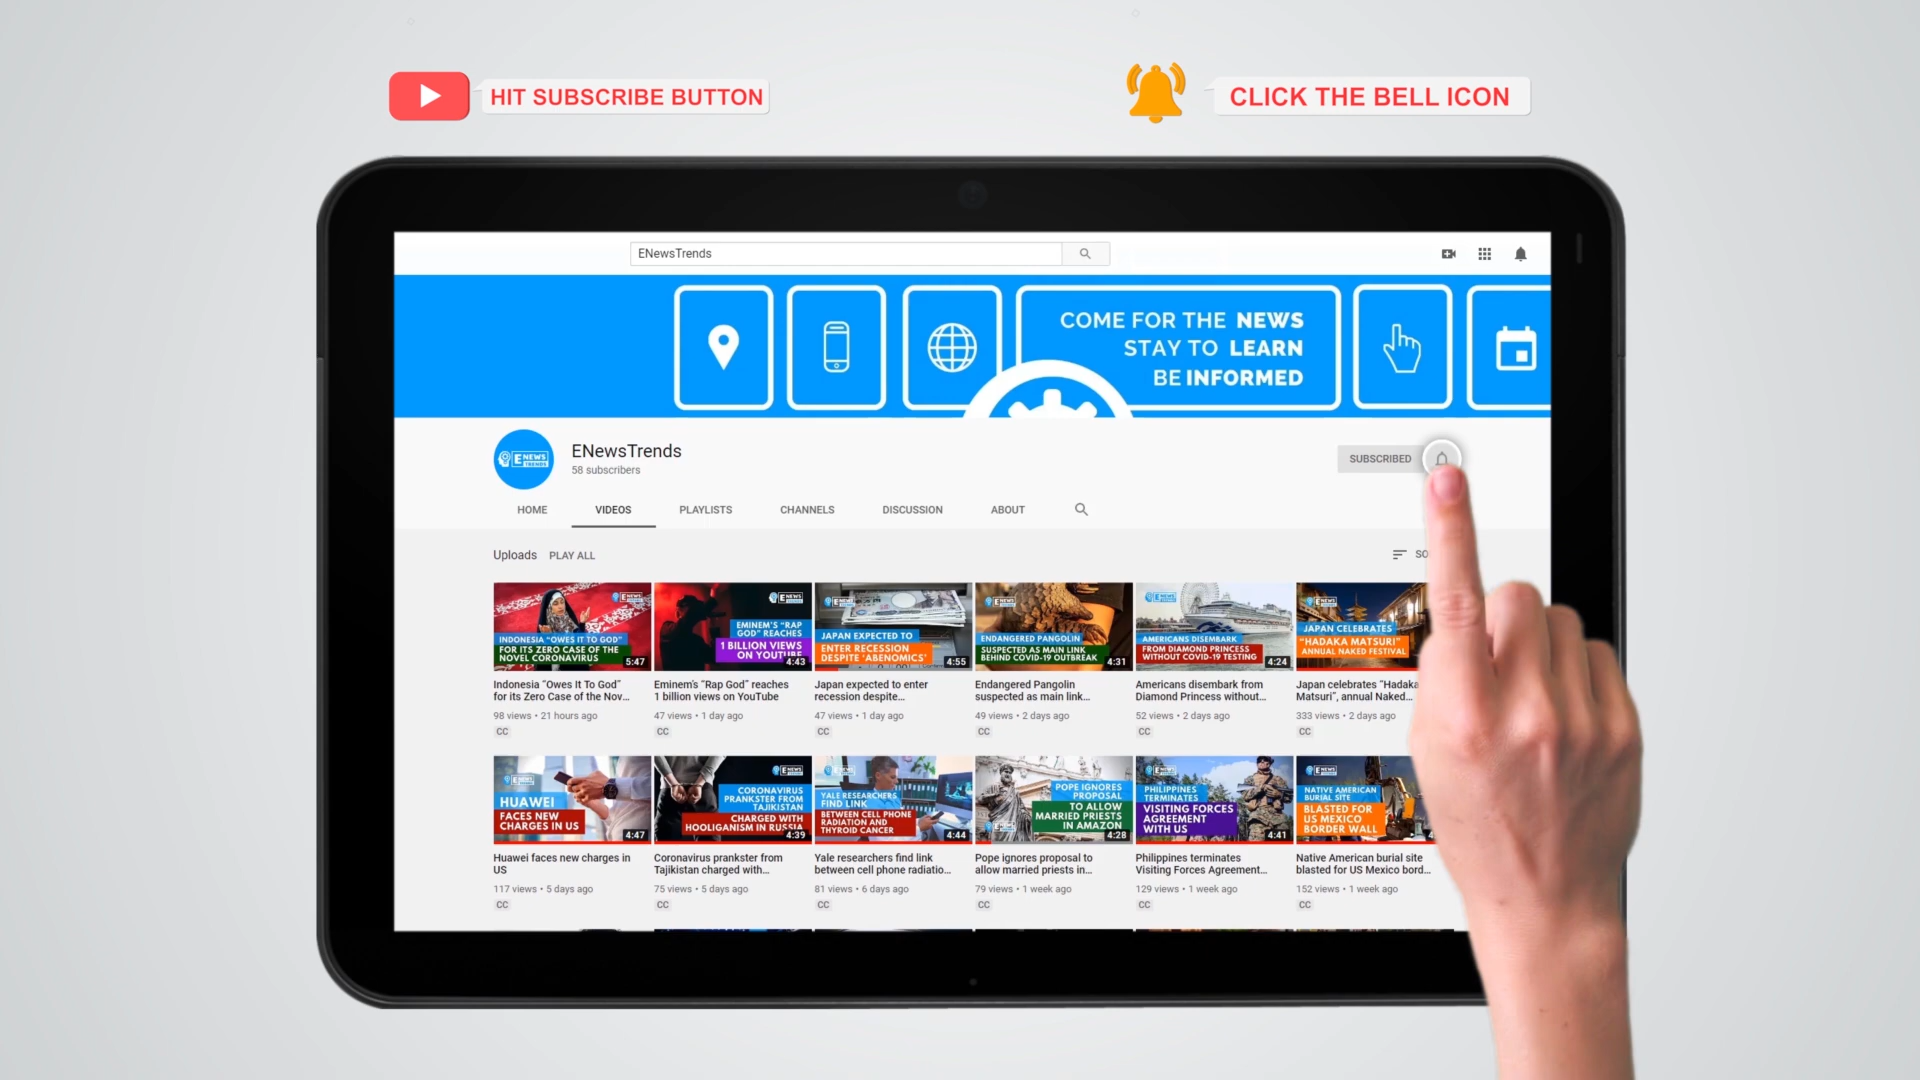 HIT SUBSCRIBE BUTTON
CLICK THE BELL ICON
ENewsTrends
COME FOR THE NEWS
STAY TO LEARN
BE INFORMED
E NEWS
TRENDS
ENewsTrends
58 subscribers
SUBSCRIBED
HOME VIDEOS PLAYLISTS CHANNELS DISCUSSION ABOUT
Uploads PLAY ALL
SO
INDONESIA "OWES IT TO GOD"
FOR ITS ZERO CASE OF THE
NOVEL CORONAVIRUS
5:47
Indonesia "Owes It To God"
for its Zero Case of the Nov...
98 views • 21 hours ago
CC
EMINEM'S "RAP
GOD" REACHES
1 BILLION VIEWS
ON YOUTUBE
4:43
Eminem's "Rap God" reaches
1 billion views on YouTube
47 views • 1 day ago
CC
JAPAN EXPECTED TO
ENTER RECESSION
DESPITE 'ABENOMICS'
4:55
Japan expected to enter
recession despite...
47 views • 1 day ago
CC
ENDANGERED PANGOLIN
SUSPECTED AS MAIN LINK
BEHIND COVID-19 OUTBREAK
4:31
Endangered Pangolin
suspected as main link...
49 views • 2 days ago
CC
AMERICANS DISEMBARK
FROM DIAMOND PRINCESS
WITHOUT COVID-19 TESTING
4:24
Americans disembark from
Diamond Princess without...
52 views • 2 days ago
CC
JAPAN CELEBRATES
"HADAKA MATSURI"
ANNUAL NAKED FESTIVAL
Japan celebrates "Hadaka
Matsuri", annual Naked...
333 views • 2 days ago
CC
HUAWEI
FACES NEW
CHARGES IN US
4:47
Huawei faces new charges in
US
117 views • 5 days ago
CC
CORONAVIRUS
PRANKSTER FROM
TAJIKISTAN
CHARGED WITH
HOOLIGANISM IN RUSSIA
4:39
Coronavirus prankster from
Tajikistan charged with...
75 views • 5 days ago
CC
YALE RESEARCHERS
FIND LINK
BETWEEN CELL PHONE
RADIATION AND
THYROID CANCER
4:44
Yale researchers find link
between cell phone radiatio...
81 views • 6 days ago
CC
POPE IGNORES
PROPOSAL
TO ALLOW
MARRIED PRIESTS
IN AMAZON
4:28
Pope ignores proposal to
allow married priests in...
79 views • 1 week ago
CC
PHILIPPINES
TERMINATES
VISITING FORCES
AGREEMENT
WITH US
4:41
Philippines terminates
Visiting Forces Agreement...
129 views • 1 week ago
CC
NATIVE AMERICAN
BURIAL SITE
BLASTED FOR
US MEXICO
BORDER WALL
4
Native American burial site
blasted for US Mexico bord...
152 views • 1 week ago
CC